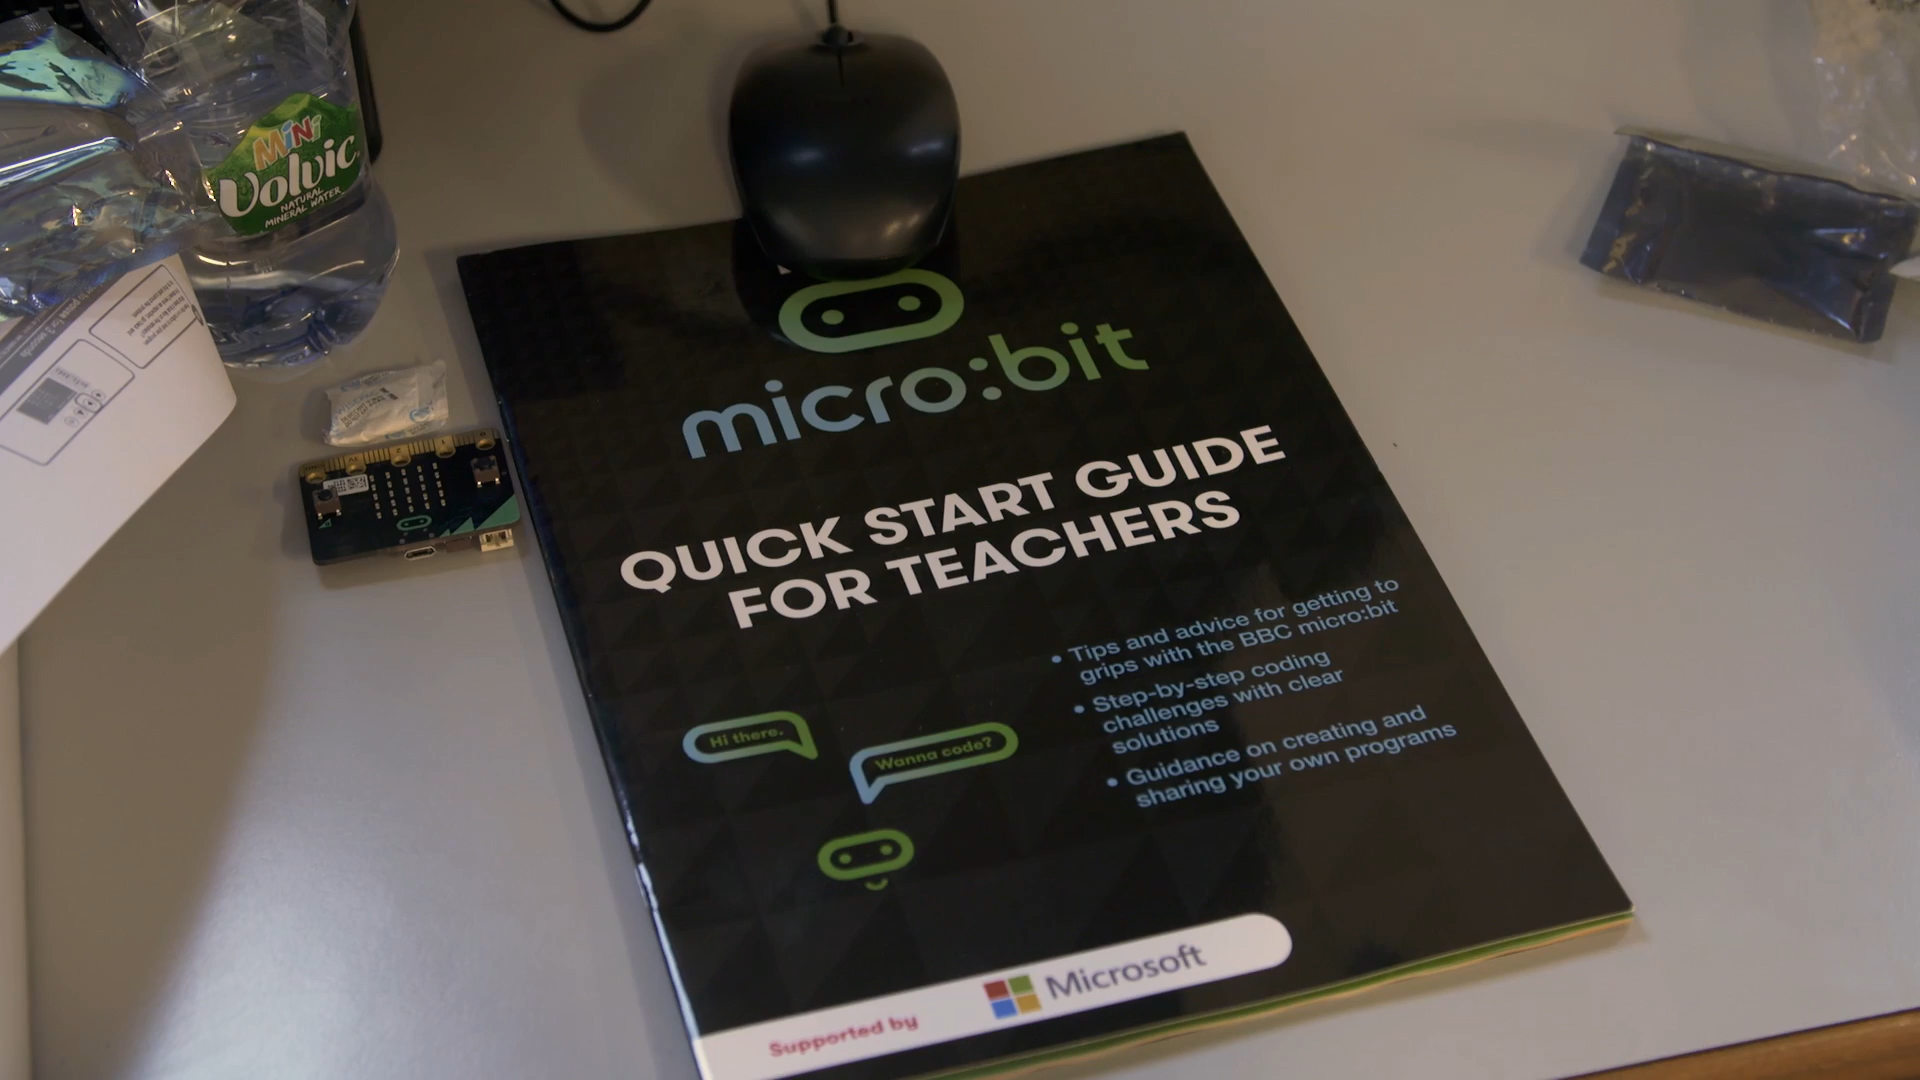 MiNi
Volvic
NATURAL
MINERAL WATER
micro:bit
QUICK START GUIDE
FOR TEACHERS
• Tips and advice for getting to
grips with the BBC micro:bit
• Step-by-step coding
challenges with clear
solutions
• Guidance on creating and
sharing your own programs
Hi there.
Wanna code?
Supported by
Microsoft